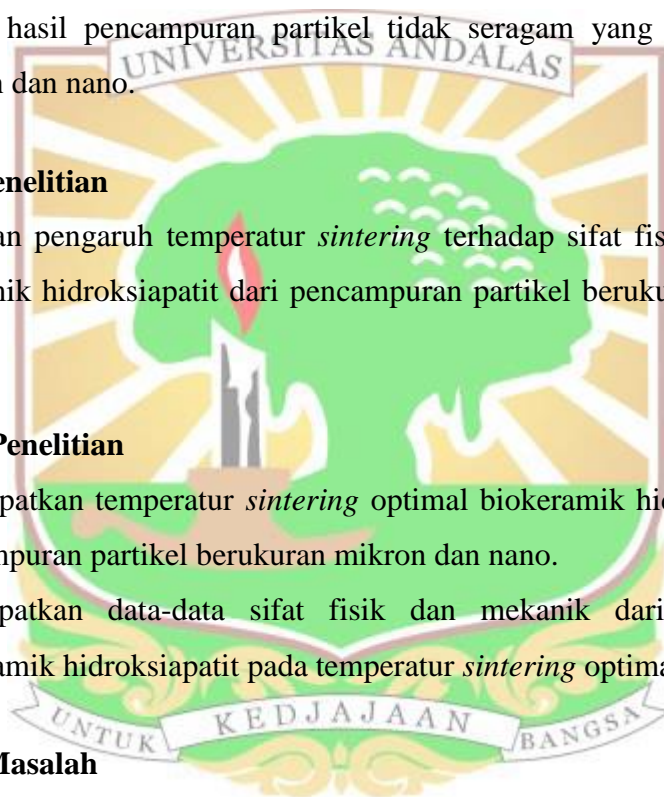 hasil pencampuran partikel tidak seragam yang
UNIVERSITAS ANDALAS
dan nano.
enelitian
an pengaruh temperatur sintering terhadap sifat fis
nik hidroksiapatit dari pencampuran partikel beruku
Penelitian
patkan temperatur sintering optimal biokeramik hid
mpuran partikel berukuran mikron dan nano.
patkan data-data sifat fisik dan mekanik dari
amik hidroksiapatit pada temperatur sintering optima
UNTUK KEDJAJAAN BANGSA
Masalah